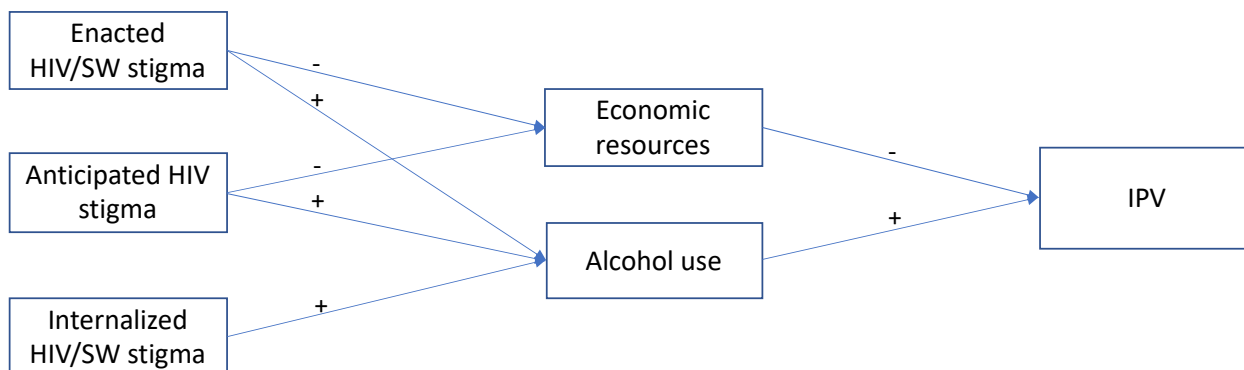 Enacted
HIV/SW stigma
-
+
Economic
resources
-
Anticipated HIV
stigma
-
+
IPV
+
Alcohol use
Internalized
HIV/SW stigma
+